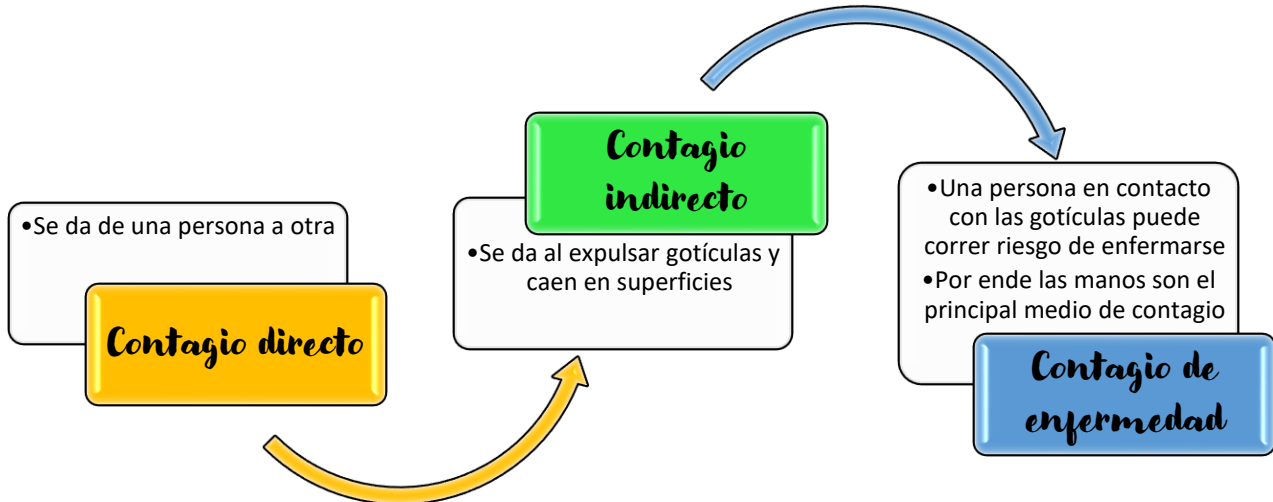 •Se da de una persona a otra
Contagio directo
Contagio
indirecto
•Se da al expulsar gotículas y
caen en superficies
•Una persona en contacto
con las gotículas puede
correr riesgo de enfermarse
•Por ende las manos son el
principal medio de contagio
Contagio de
enfermedad